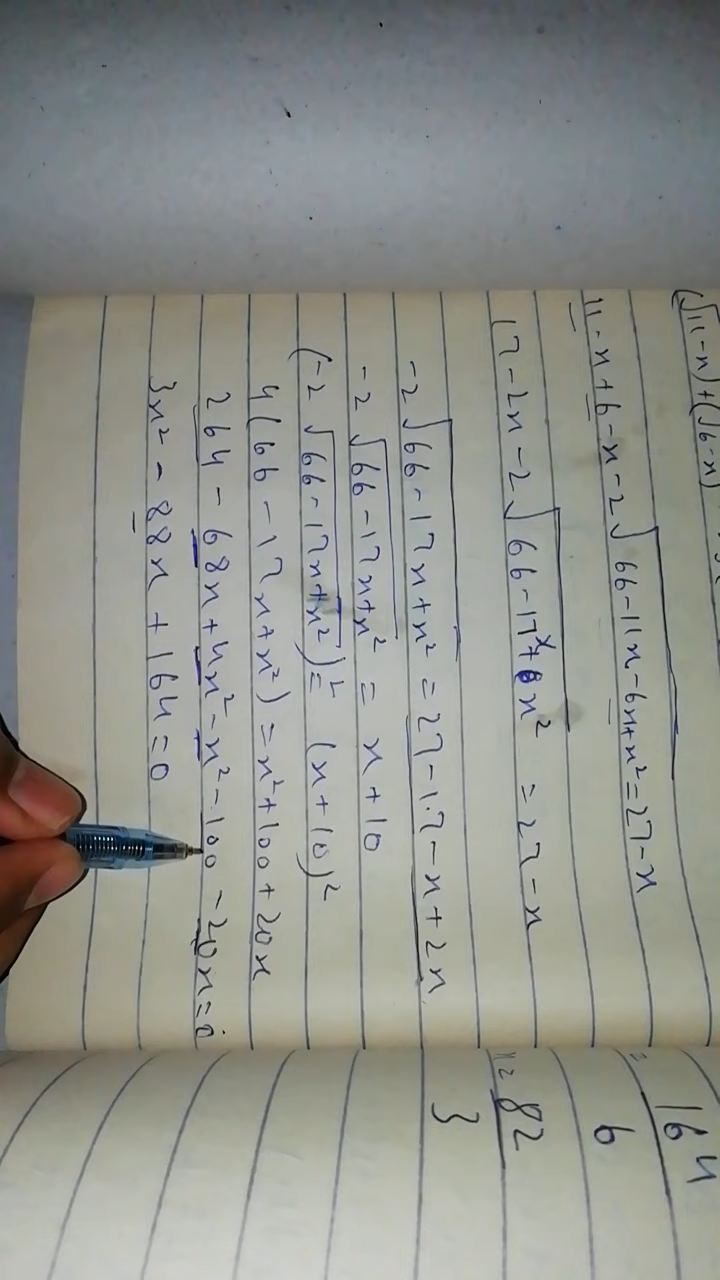 (√11-x)+(√6-x)
11-x+6-x-2√66-11x-6x+x²=27-x
17-2x-2√66-17x+x² = 27-x
-2√66-17x+x² = 27-17-x+2x
-2√66-17x+x² = x+10
(-2√66-17x+x²)² = (x+10)²
4(66-17x+x²) = x²+100+20x
264-68x+4x²-x²-100-20x=0
3x²-88x+164=0
= 164
6
x = 82
3